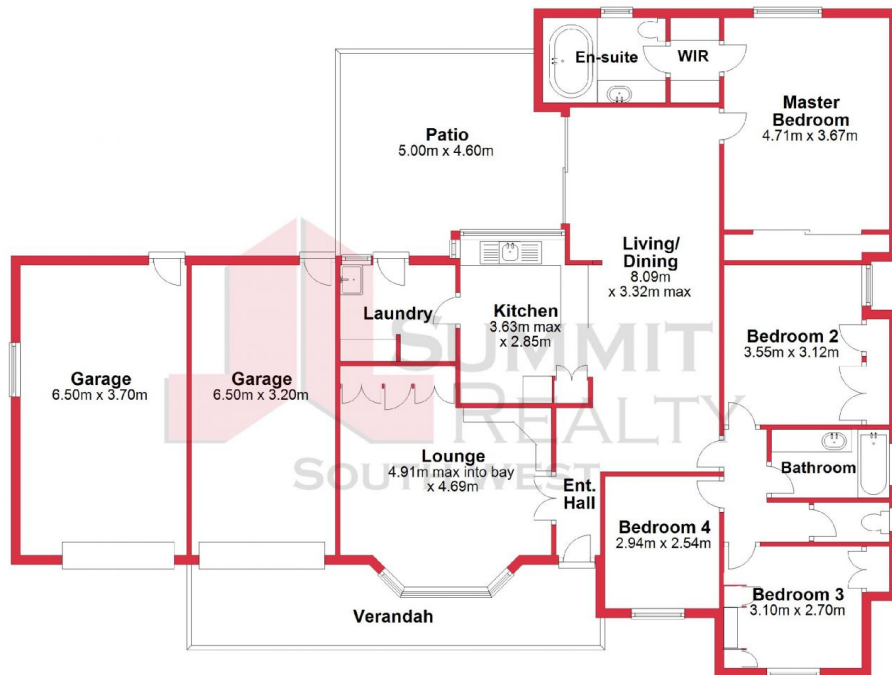 En-suite
WIR
Master
Bedroom
4.71m x 3.67m
Patio
5.00m x 4.60m
Living/
Dining
8.09m
x 3.32m max
Laundry
Kitchen
3.63m max
x 2.85m
Bedroom 2
3.55m x 3.12m
Garage
6.50m x 3.70m
Garage
6.50m x 3.20m
SUMMIT
REALTY
SOUTH WEST
Lounge
4.91m max into bay
x 4.69m
Ent.
Hall
Bathroom
Bedroom 4
2.94m x 2.54m
Bedroom 3
3.10m x 2.70m
Verandah